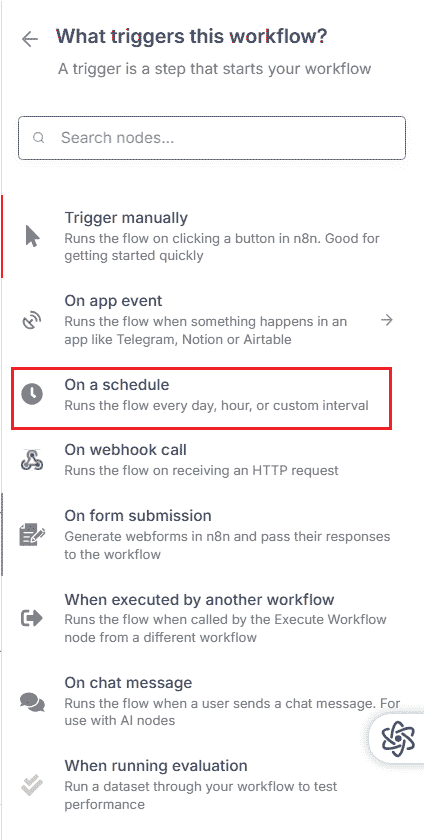 What triggers this workflow?
A trigger is a step that starts your workflow
Search nodes...
Trigger manually
Runs the flow on clicking a button in n8n. Good for
getting started quickly
On app event
Runs the flow when something happens in an
app like Telegram, Notion or Airtable
On a schedule
Runs the flow every day, hour, or custom interval
On webhook call
Runs the flow on receiving an HTTP request
On form submission
Generate webforms in n8n and pass their responses
to the workflow
When executed by another workflow
Runs the flow when called by the Execute Workflow
node from a different workflow
On chat message
Runs the flow when a user sends a chat message. For
use with AI nodes
When running evaluation
Run a dataset through your workflow to test
performance